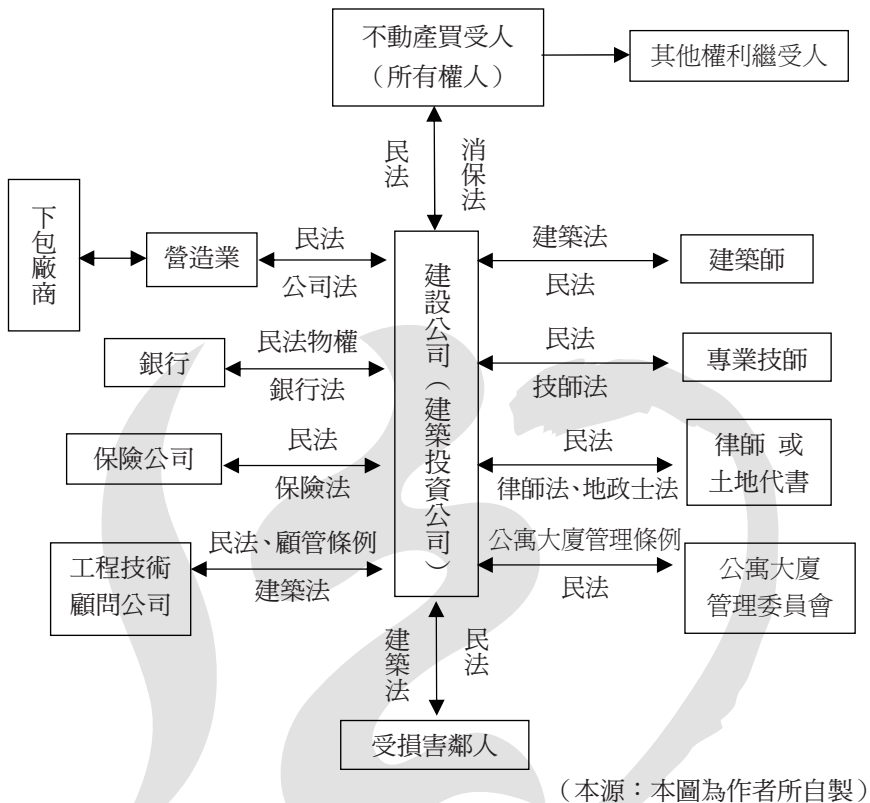 不動產買受人
（所有權人）
其他權利繼受人
民法
消保法
下包廠商
營造業
民法
公司法
建設公司（建築投資公司）
建築法
民法
建築師
銀行
民法物權
銀行法
民法
技師法
專業技師
保險公司
民法
保險法
民法
律師法、地政士法
律師 或
土地代書
工程技術
顧問公司
民法、顧管條例
建築法
公寓大廈管理條例
民法
公寓大廈
管理委員會
建築法
民法
受損害鄰人
（本源：本圖為作者所自製）